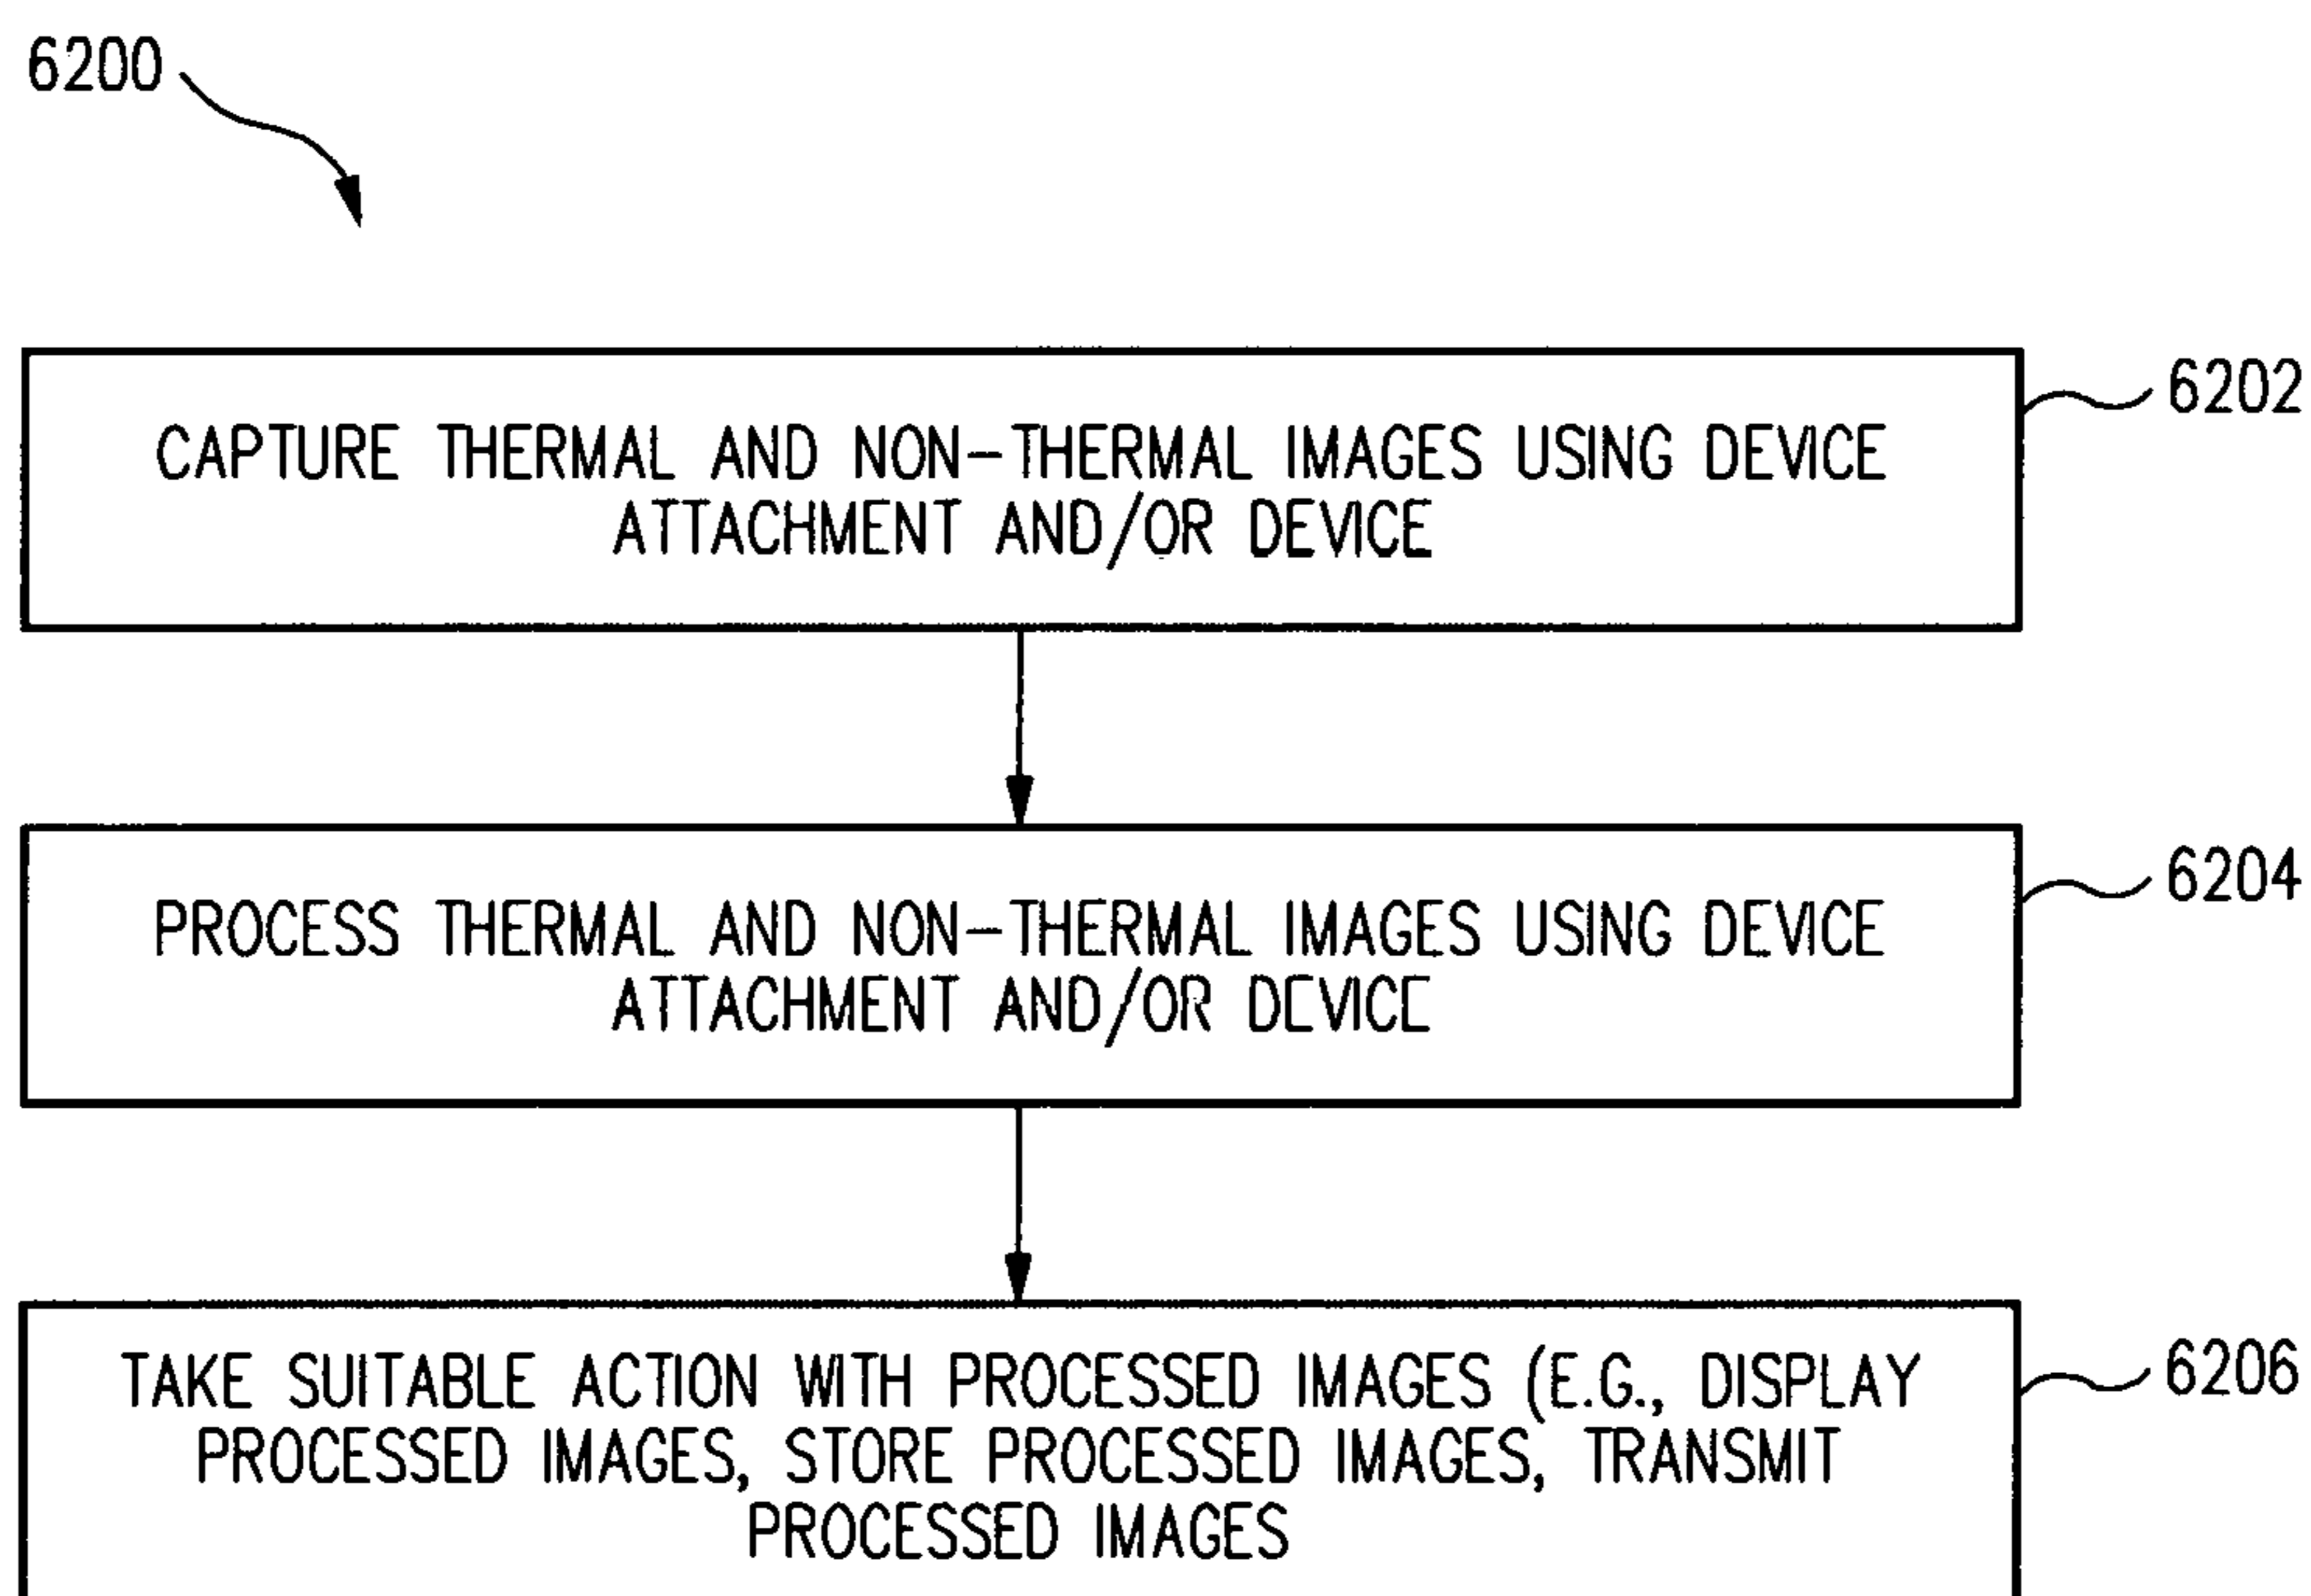 6200
6202
CAPTURE THERMAL AND NON-THERMAL IMAGES USING DEVICE
ATTACHMENT AND/OR DEVICE
6204
PROCESS THERMAL AND NON-THERMAL IMAGES USING DEVICE
ATTACHMENT AND/OR DEVICE
6206
TAKE SUITABLE ACTION WITH PROCESSED IMAGES (E.G., DISPLAY
PROCESSED IMAGES, STORE PROCESSED IMAGES, TRANSMIT
PROCESSED IMAGES